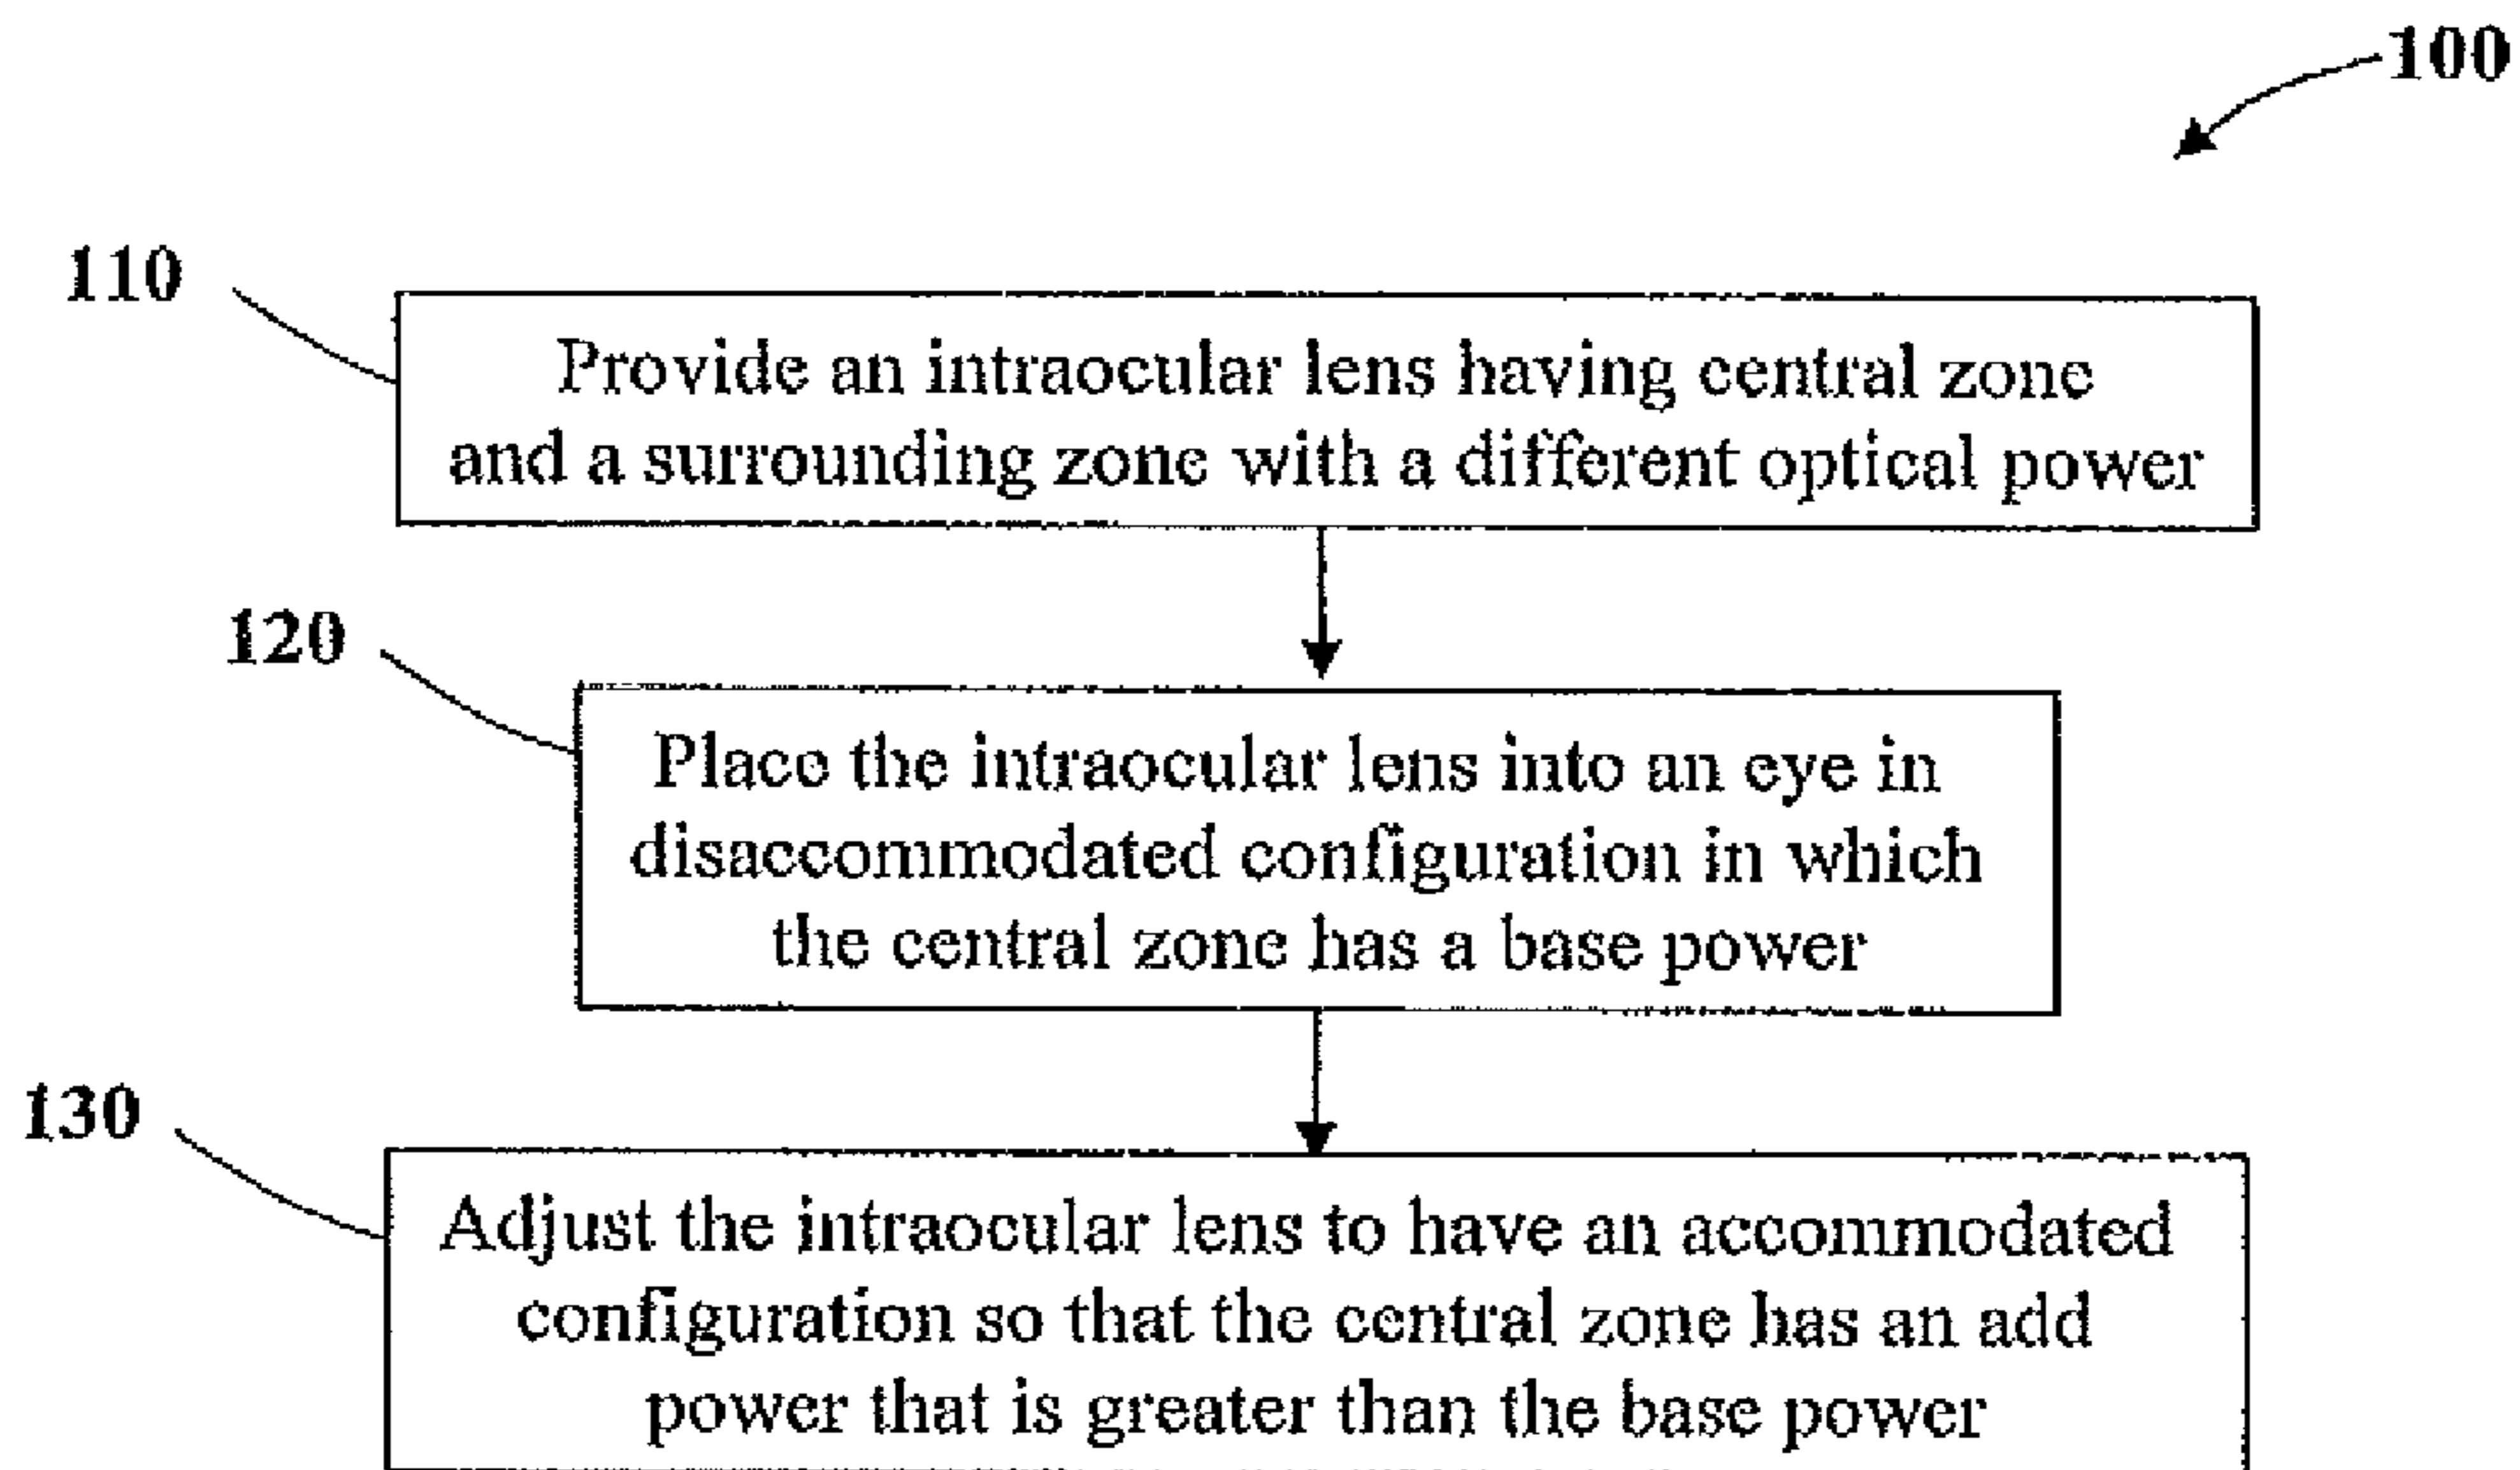 100
110
Provide an intraocular lens having central zone
and a surrounding zone with a different optical power
120
Place the intraocular lens into an eye in
disaccommodated configuration in which
the central zone has a base power
130
Adjust the intraocular lens to have an accommodated
configuration so that the central zone has an add
power that is greater than the base power